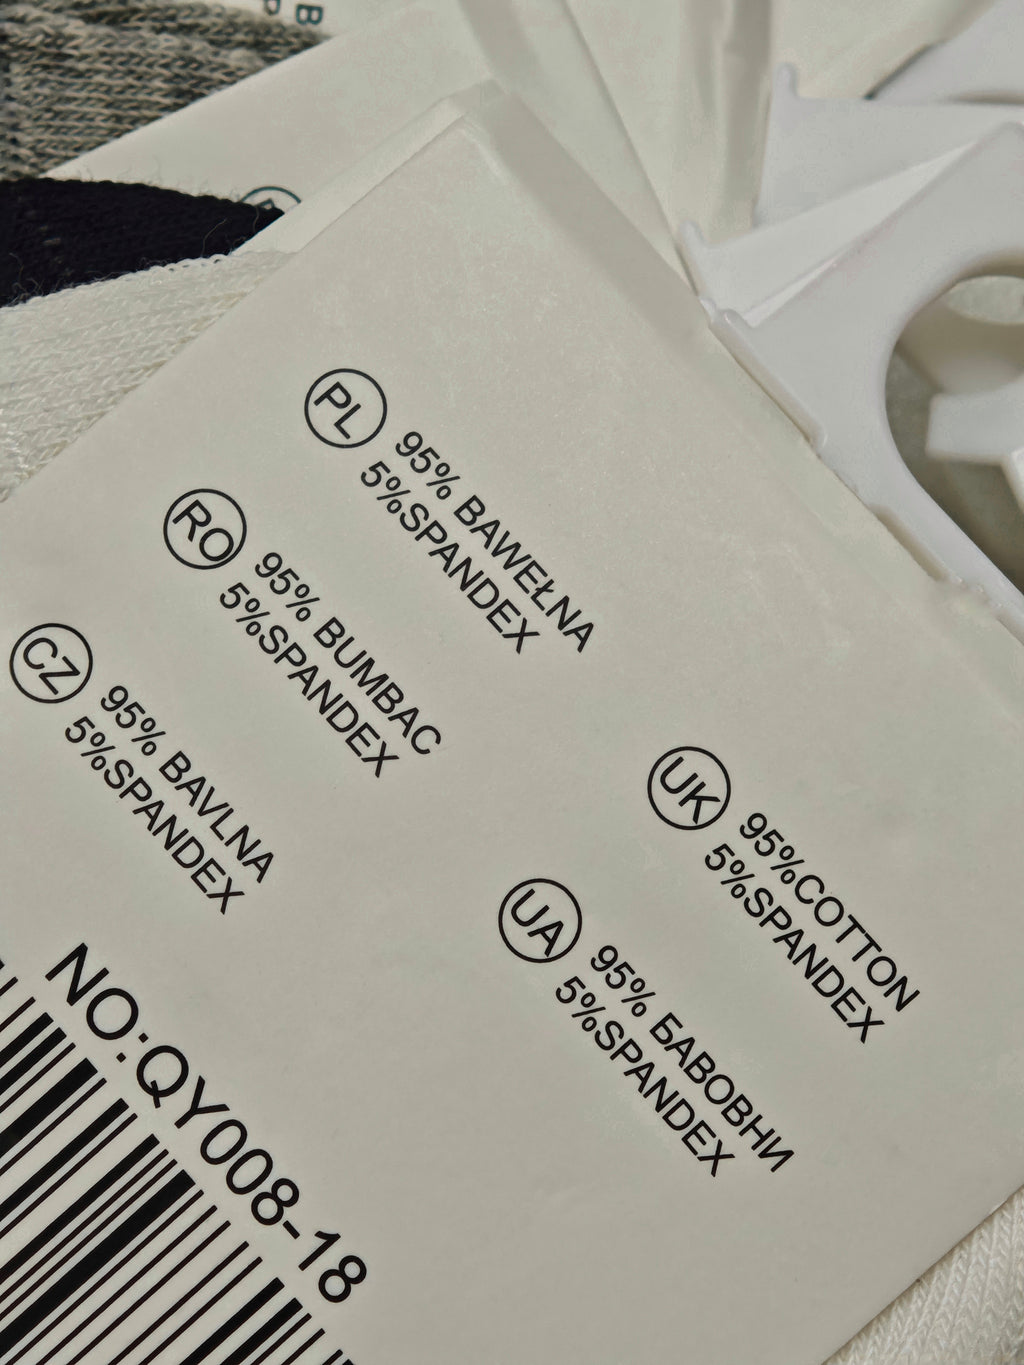 PL
95% BAWEŁNA
5%SPANDEX
RO
95% BUMBAC
5%SPANDEX
CZ
95% BAVLNA
5%SPANDEX
UK
95%COTTON
5%SPANDEX
UA
95% БАВОВНИ
5%SPANDEX
NO:QY008-18